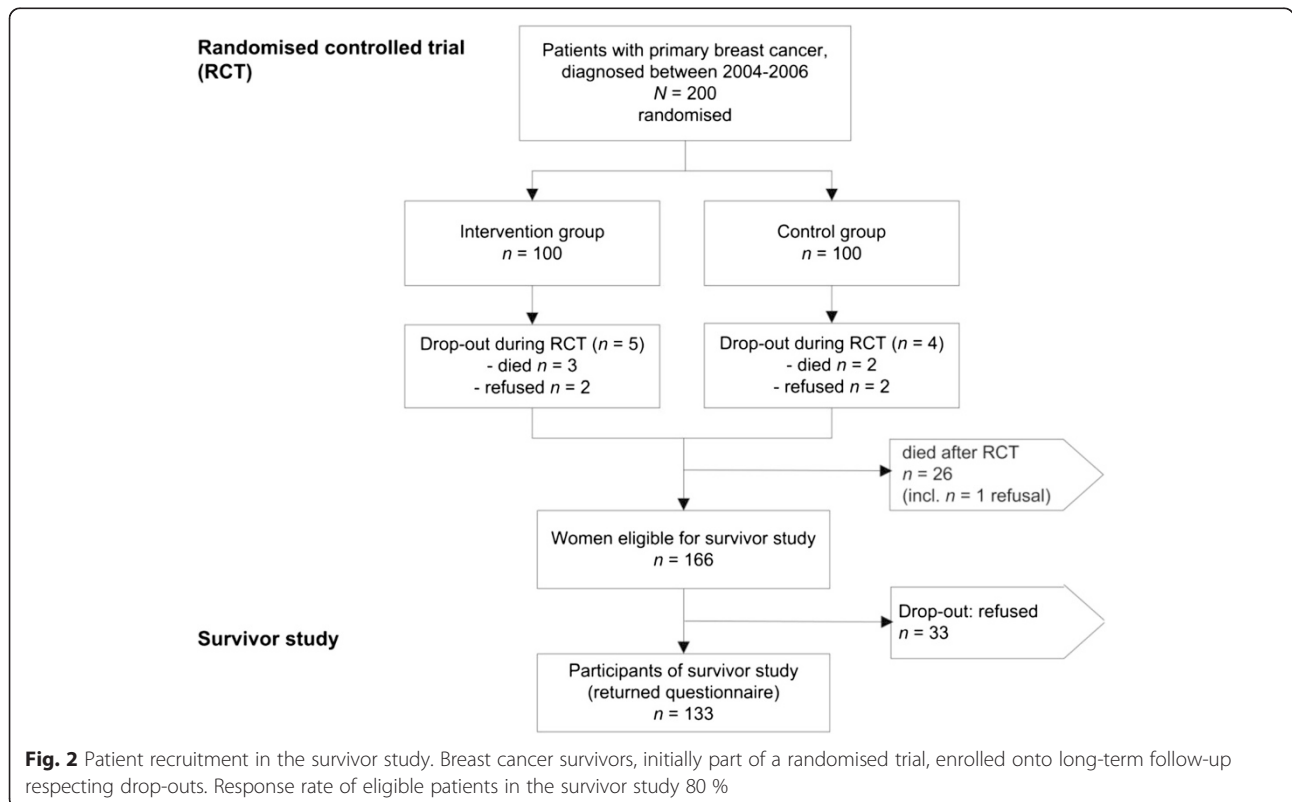 Randomised controlled trial
(RCT)
Patients with primary breast cancer,
diagnosed between 2004-2006
N = 200
randomised
Intervention group
n = 100
Control group
n = 100
Drop-out during RCT (n = 5)
- died n = 3
- refused n = 2
Drop-out during RCT (n = 4)
- died n = 2
- refused n = 2
died after RCT
n = 26
(incl. n = 1 refusal)
Women eligible for survivor study
n = 166
Drop-out: refused
n = 33
Survivor study
Participants of survivor study
(returned questionnaire)
n = 133
Fig. 2 Patient recruitment in the survivor study. Breast cancer survivors, initially part of a randomised trial, enrolled onto long-term follow-up
respecting drop-outs. Response rate of eligible patients in the survivor study 80 %